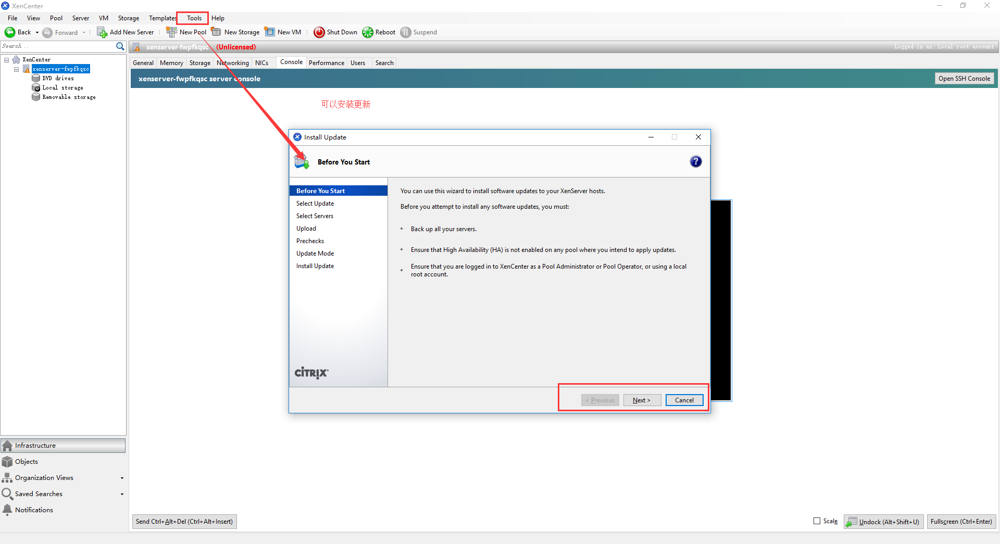 XenCenter
File View Pool Server VM Storage Templates Tools Help
Back Forward Add New Server New Pool New Storage New VM Shut Down Reboot Suspend
Search...
xenserver-fwpfkqsc (Unlicensed) Logged in as: Local root account
XenCenter
xenserver-fwpfkqsc
DVD drives
Local storage
Removable storage
General Memory Storage Networking NICs Console Performance Users Search
xenserver-fwpfkqsc server console Open SSH Console
可以安装更新
Install Update
Before You Start
?
Before You Start
Select Update
Select Servers
Upload
Prechecks
Update Mode
Install Update
CITRIX
You can use this wizard to install software updates to your XenServer hosts.
Before you attempt to install any software updates, you must:
• Back up all your servers.
• Ensure that High Availability (HA) is not enabled on any pool where you intend to apply updates.
• Ensure that you are logged in to XenCenter as a Pool Administrator or Pool Operator, or using a local
root account.
< Previous Next > Cancel
Infrastructure
Objects
Organization Views
Saved Searches
Notifications
Send Ctrl+Alt+Del (Ctrl+Alt+Insert) Scale Undock (Alt+Shift+U) Fullscreen (Ctrl+Enter)